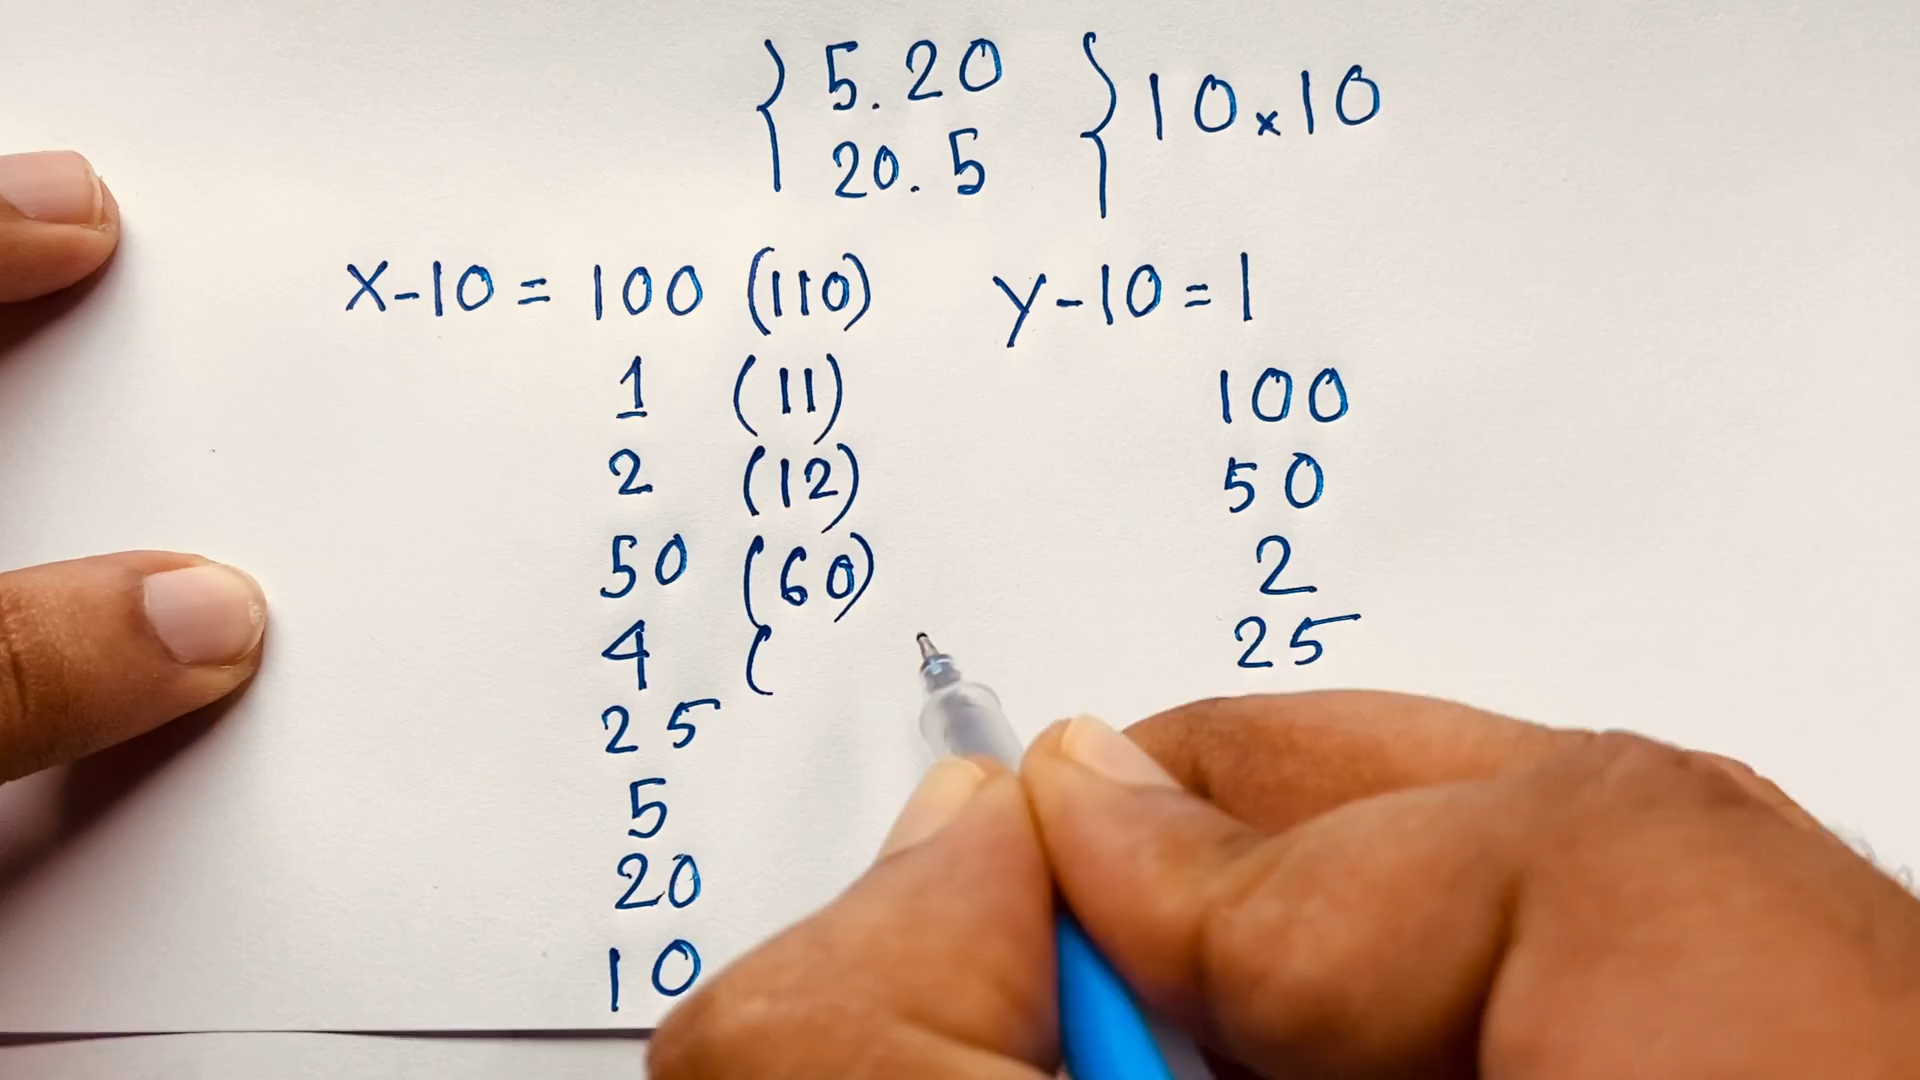 { 5.20 } 10×10
20.5
x-10 = 100 (110) y-10=1
1 (11) 100
2 (12) 50
50 (60) 2
4 ( 25
25
5
20
10